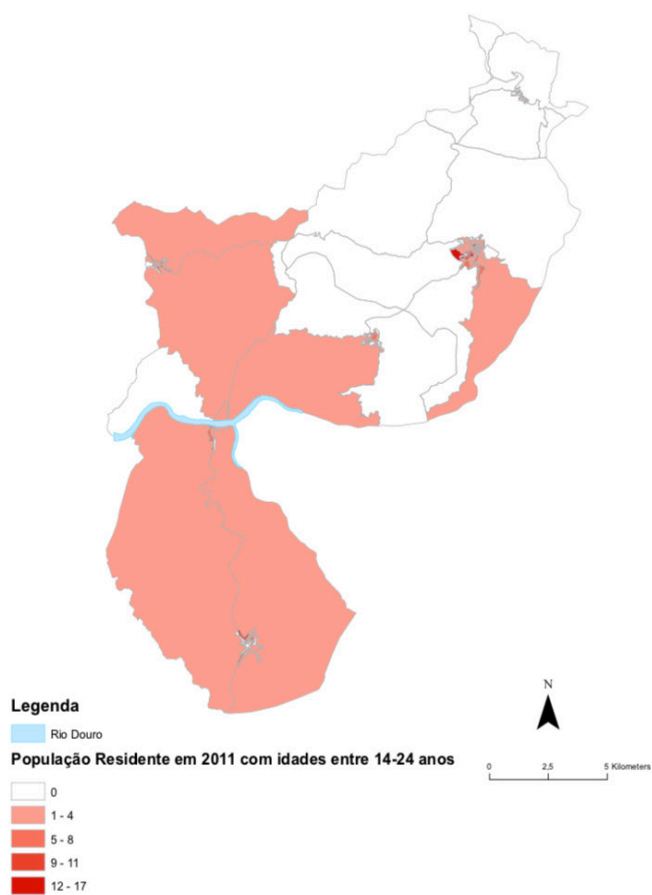 N
0
2,5
5 Kilometers
Legenda
Rio Douro
População Residente em 2011 com idades entre 14-24 anos
0
1 - 4
5 - 8
9 - 11
12 - 17